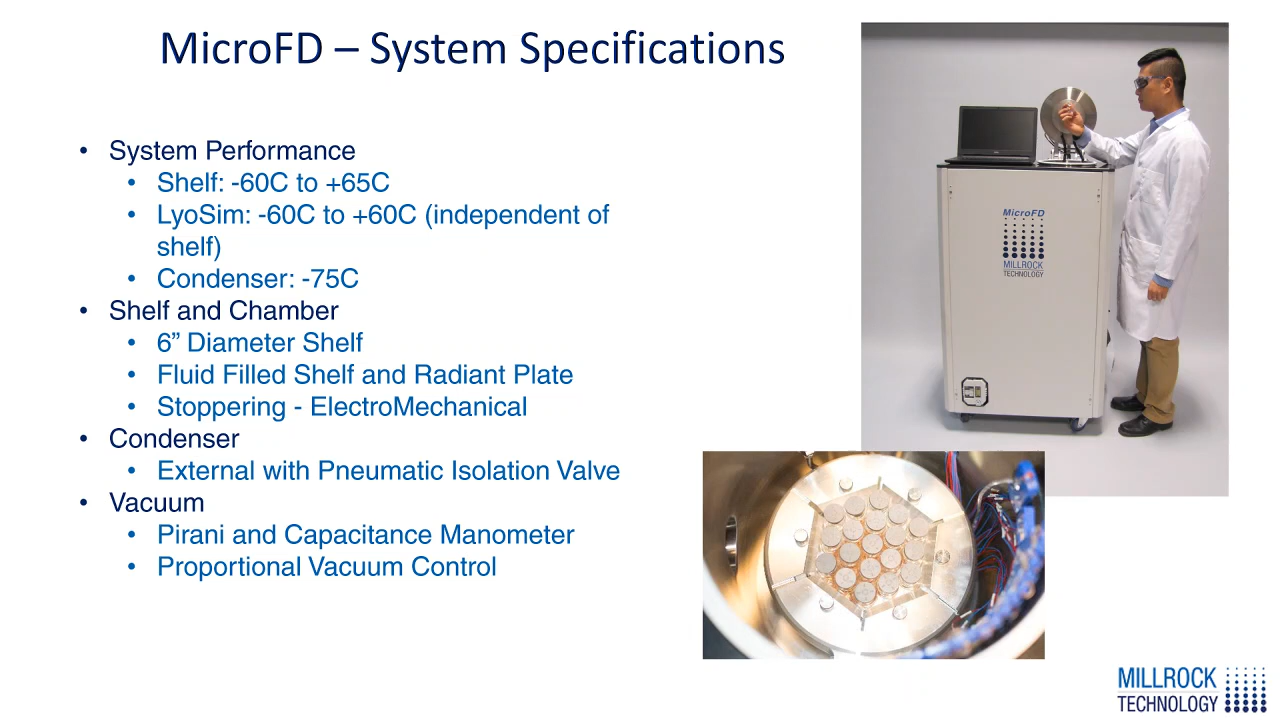 MicroFD – System Specifications
• System Performance
• Shelf: -60C to +65C
• LyoSim: -60C to +60C (independent of
shelf)
• Condenser: -75C
• Shelf and Chamber
• 6” Diameter Shelf
• Fluid Filled Shelf and Radiant Plate
• Stoppering - ElectroMechanical
• Condenser
• External with Pneumatic Isolation Valve
• Vacuum
• Pirani and Capacitance Manometer
• Proportional Vacuum Control
MicroFD
MILLROCK
TECHNOLOGY
MILLROCK
TECHNOLOGY